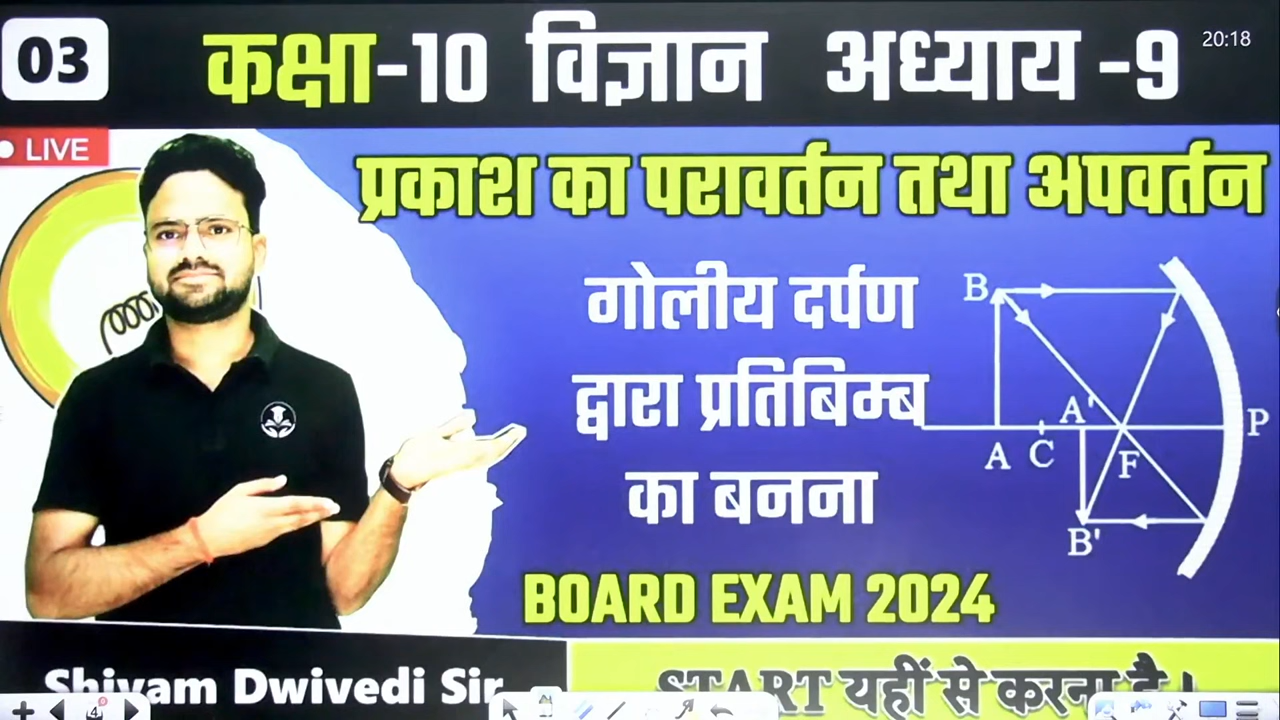 03
कक्षा-10 विज्ञान अध्याय -9
20:18
LIVE
प्रकाश का परावर्तन तथा अपवर्तन
गोलीय दर्पण
द्वारा प्रतिबिम्ब
का बनना
B
A'
P
A
C
F
B'
BOARD EXAM 2024
Shivam Dwivedi Sir
START यहीं से करना है।
4